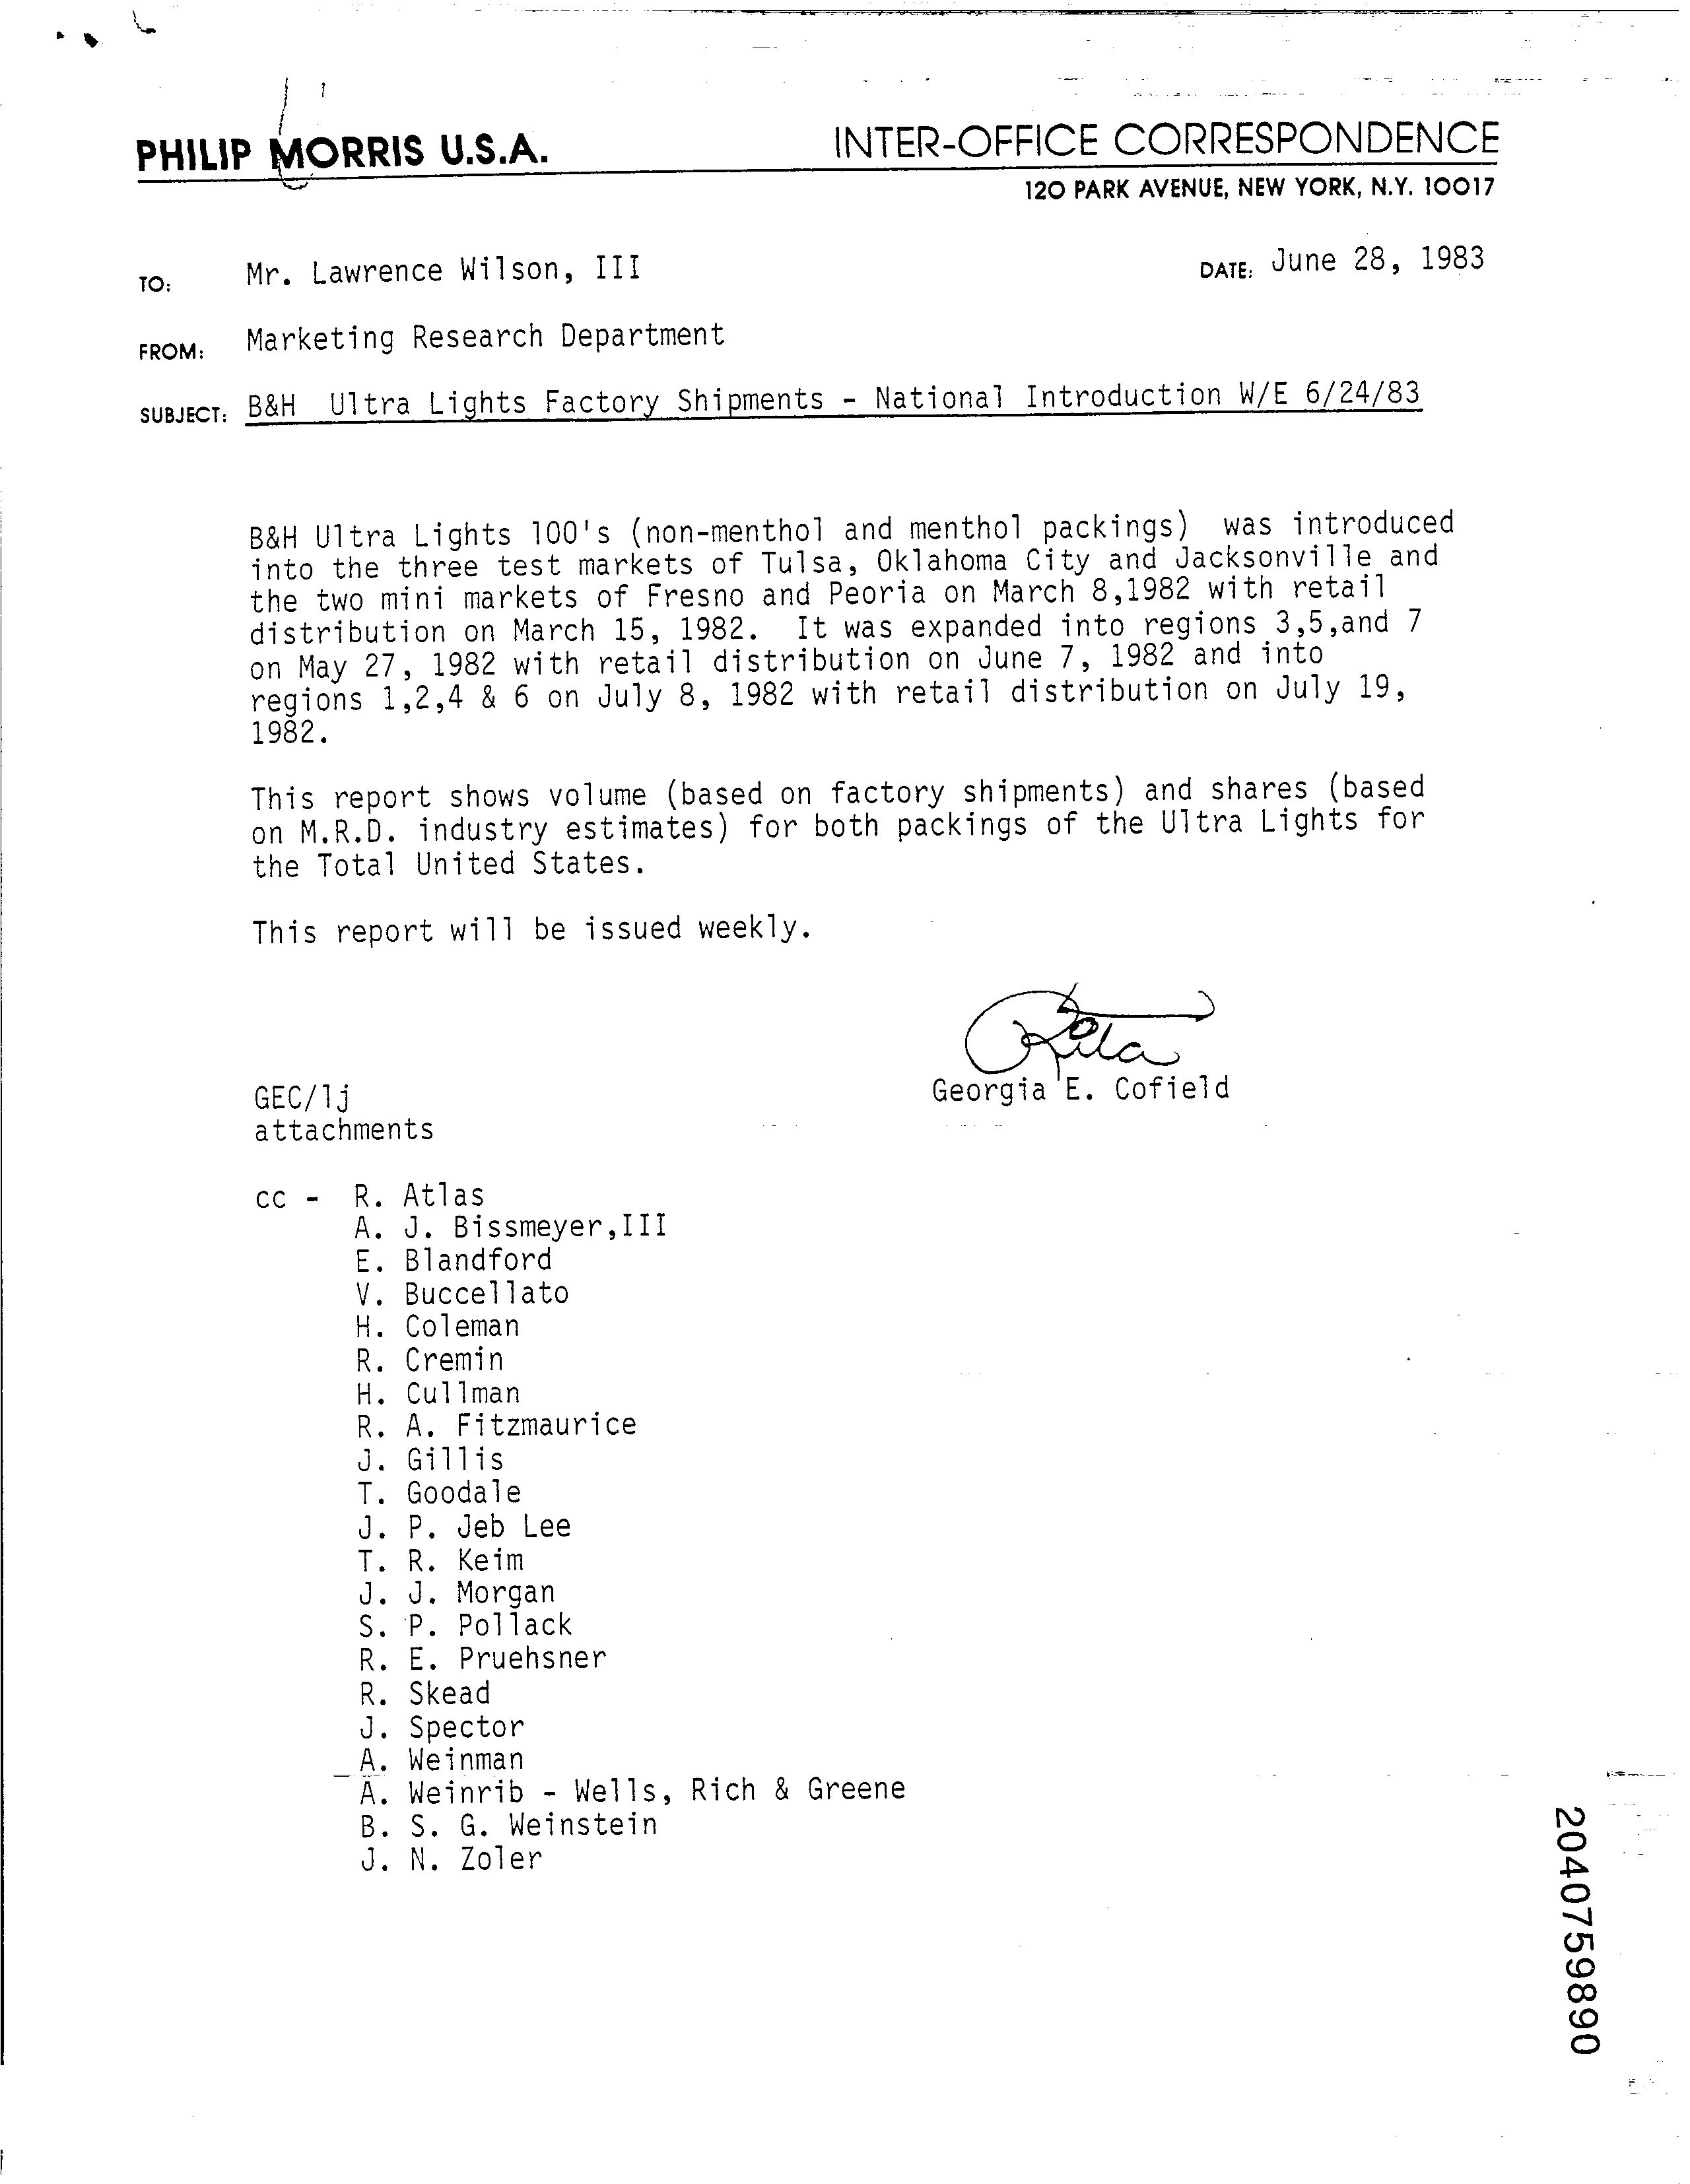 PHILIP MORRIS U.S.A.
INTER-OFFICE CORRESPONDENCE
120 PARK AVENUE, NEW YORK, N.Y. 10017
TO: Mr. Lawrence Wilson, III
DATE: June 28, 1983
FROM: Marketing Research Department
SUBJECT: B&H Ultra Lights Factory Shipments - National Introduction W/E 6/24/83
B&H Ultra Lights 100's (non-menthol and menthol packings) was introduced
into the three test markets of Tulsa, Oklahoma City and Jacksonville and
the two mini markets of Fresno and Peoria on March 8,1982 with retail
distribution on March 15, 1982. It was expanded into regions 3,5,and 7
on May 27, 1982 with retail distribution on June 7, 1982 and into
regions 1,2,4 & 6 on July 8, 1982 with retail distribution on July 19,
1982.
This report shows volume (based on factory shipments) and shares (based
on M.R.D. industry estimates) for both packings of the Ultra Lights for
the Total United States.
This report will be issued weekly.
Rita
Georgia E. Cofield
GEC/lj
attachments
cc - R. Atlas
A. J. Bissmeyer,III
E. Blandford
V. Buccellato
H. Coleman
R. Cremin
H. Cullman
R. A. Fitzmaurice
J. Gillis
T. Goodale
J. P. Jeb Lee
T. R. Keim
J. J. Morgan
S. P. Pollack
R. E. Pruehsner
R. Skead
J. Spector
A. Weinman
A. Weinrib - Wells, Rich & Greene
B. S. G. Weinstein
J. N. Zoler
2040759890